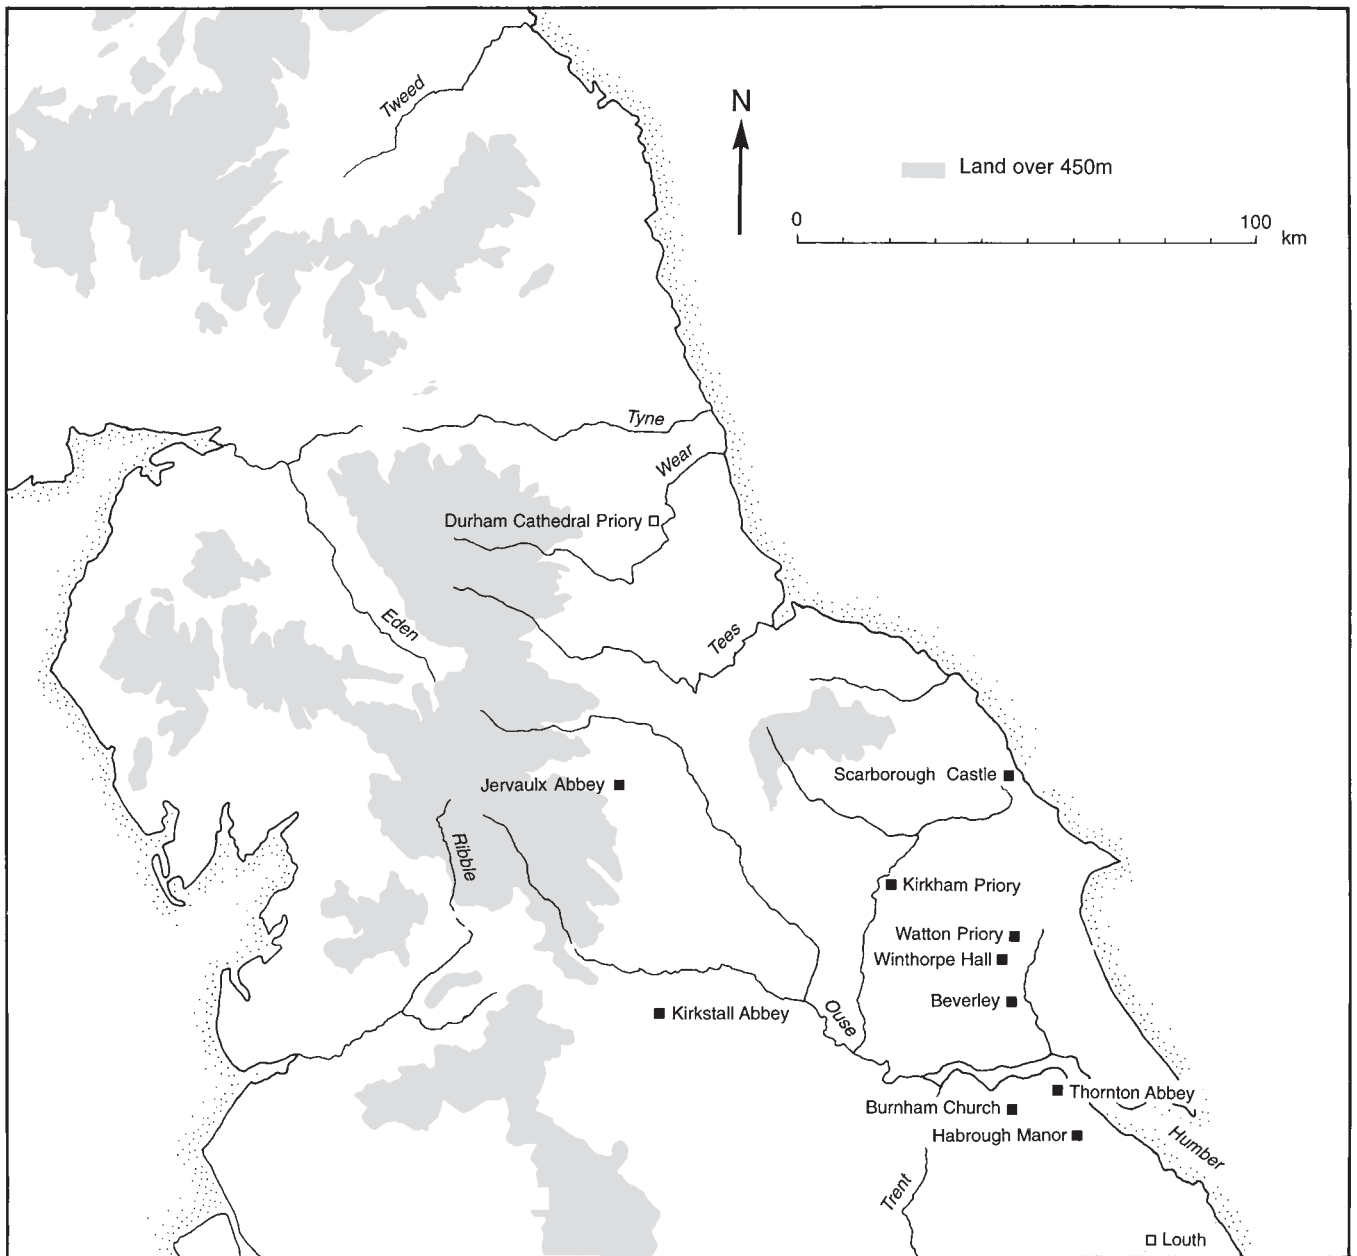 Tweed
N
Land over 450m
0 100 km
Tyne
Wear
Durham Cathedral Priory
Eden
Tees
Scarborough Castle
Jervaulx Abbey
Ribble
Kirkham Priory
Watton Priory
Winthorpe Hall
Beverley
Kirkstall Abbey
Ouse
Thornton Abbey
Burnham Church
Habrough Manor
Humber
Trent
Louth